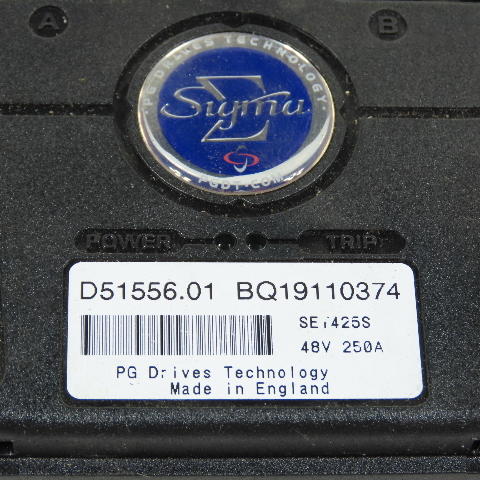 A B
PG DRIVES TECHNOLOGY
Sigma
PGDT.COM
POWER TRIP
D51556.01 BQ19110374
48V 250A
PG Drives Technology
Made in England